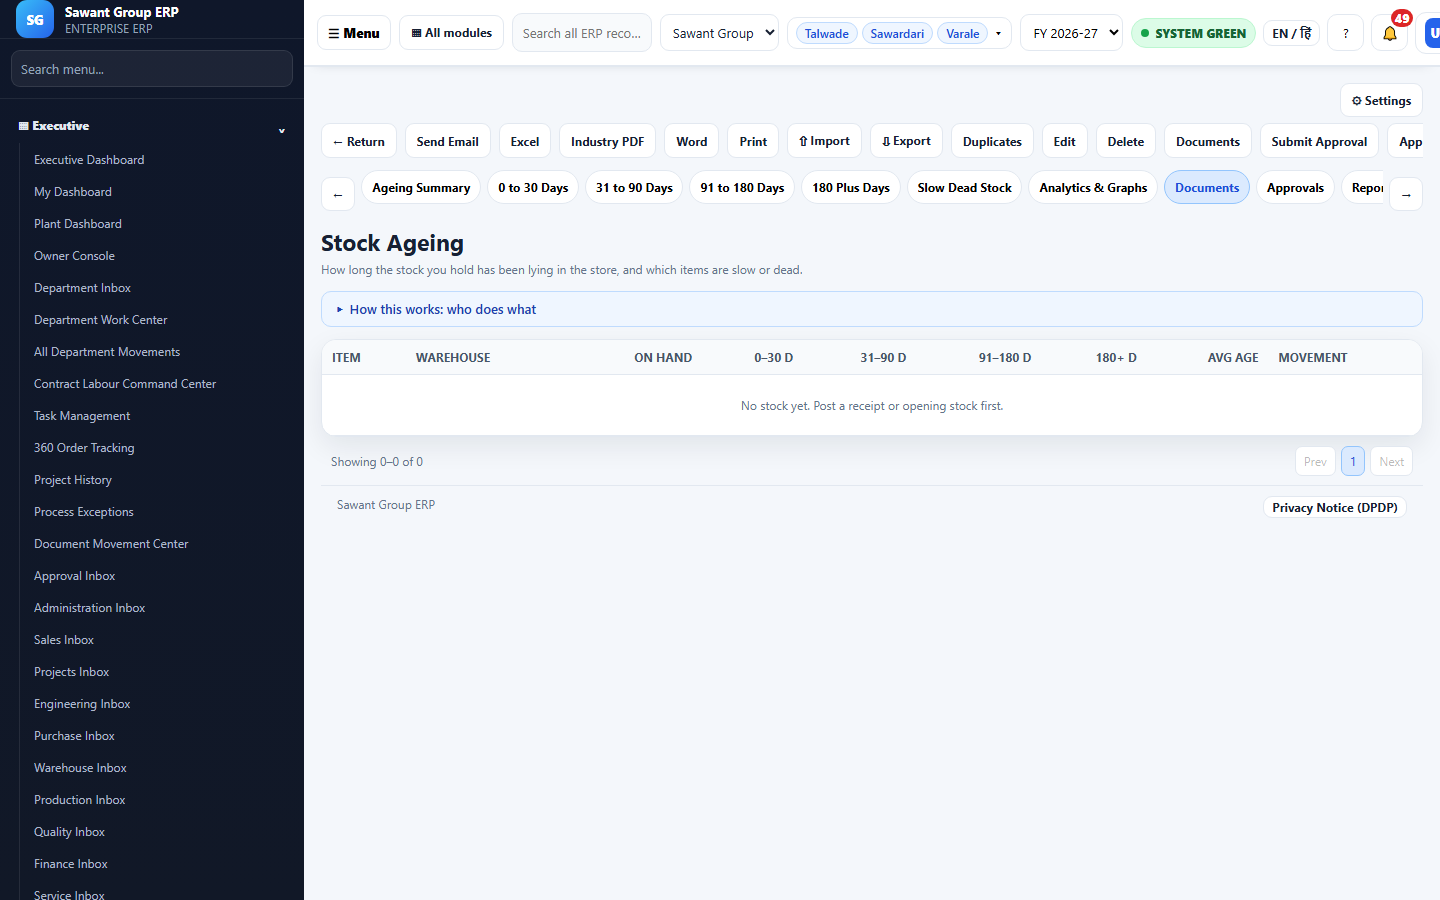 SG
Sawant Group ERP
ENTERPRISE ERP
Search menu...
Executive
Executive Dashboard
My Dashboard
Plant Dashboard
Owner Console
Department Inbox
Department Work Center
All Department Movements
Contract Labour Command Center
Task Management
360 Order Tracking
Project History
Process Exceptions
Document Movement Center
Approval Inbox
Administration Inbox
Sales Inbox
Projects Inbox
Engineering Inbox
Purchase Inbox
Warehouse Inbox
Production Inbox
Quality Inbox
Finance Inbox
Service Inbox
☰ Menu
All modules
Search all ERP reco...
Sawant Group
Talwade
Sawardari
Varale
FY 2026-27
SYSTEM GREEN
EN / हिं
?
49
U
⚙ Settings
← Return
Send Email
Excel
Industry PDF
Word
Print
⇧ Import
⇩ Export
Duplicates
Edit
Delete
Documents
Submit Approval
App
←
Ageing Summary
0 to 30 Days
31 to 90 Days
91 to 180 Days
180 Plus Days
Slow Dead Stock
Analytics & Graphs
Documents
Approvals
Repor
→
Stock Ageing
How long the stock you hold has been lying in the store, and which items are slow or dead.
▸ How this works: who does what
ITEM WAREHOUSE ON HAND 0–30 D 31–90 D 91–180 D 180+ D AVG AGE MOVEMENT
No stock yet. Post a receipt or opening stock first.
Showing 0–0 of 0
Prev 1 Next
Sawant Group ERP
Privacy Notice (DPDP)